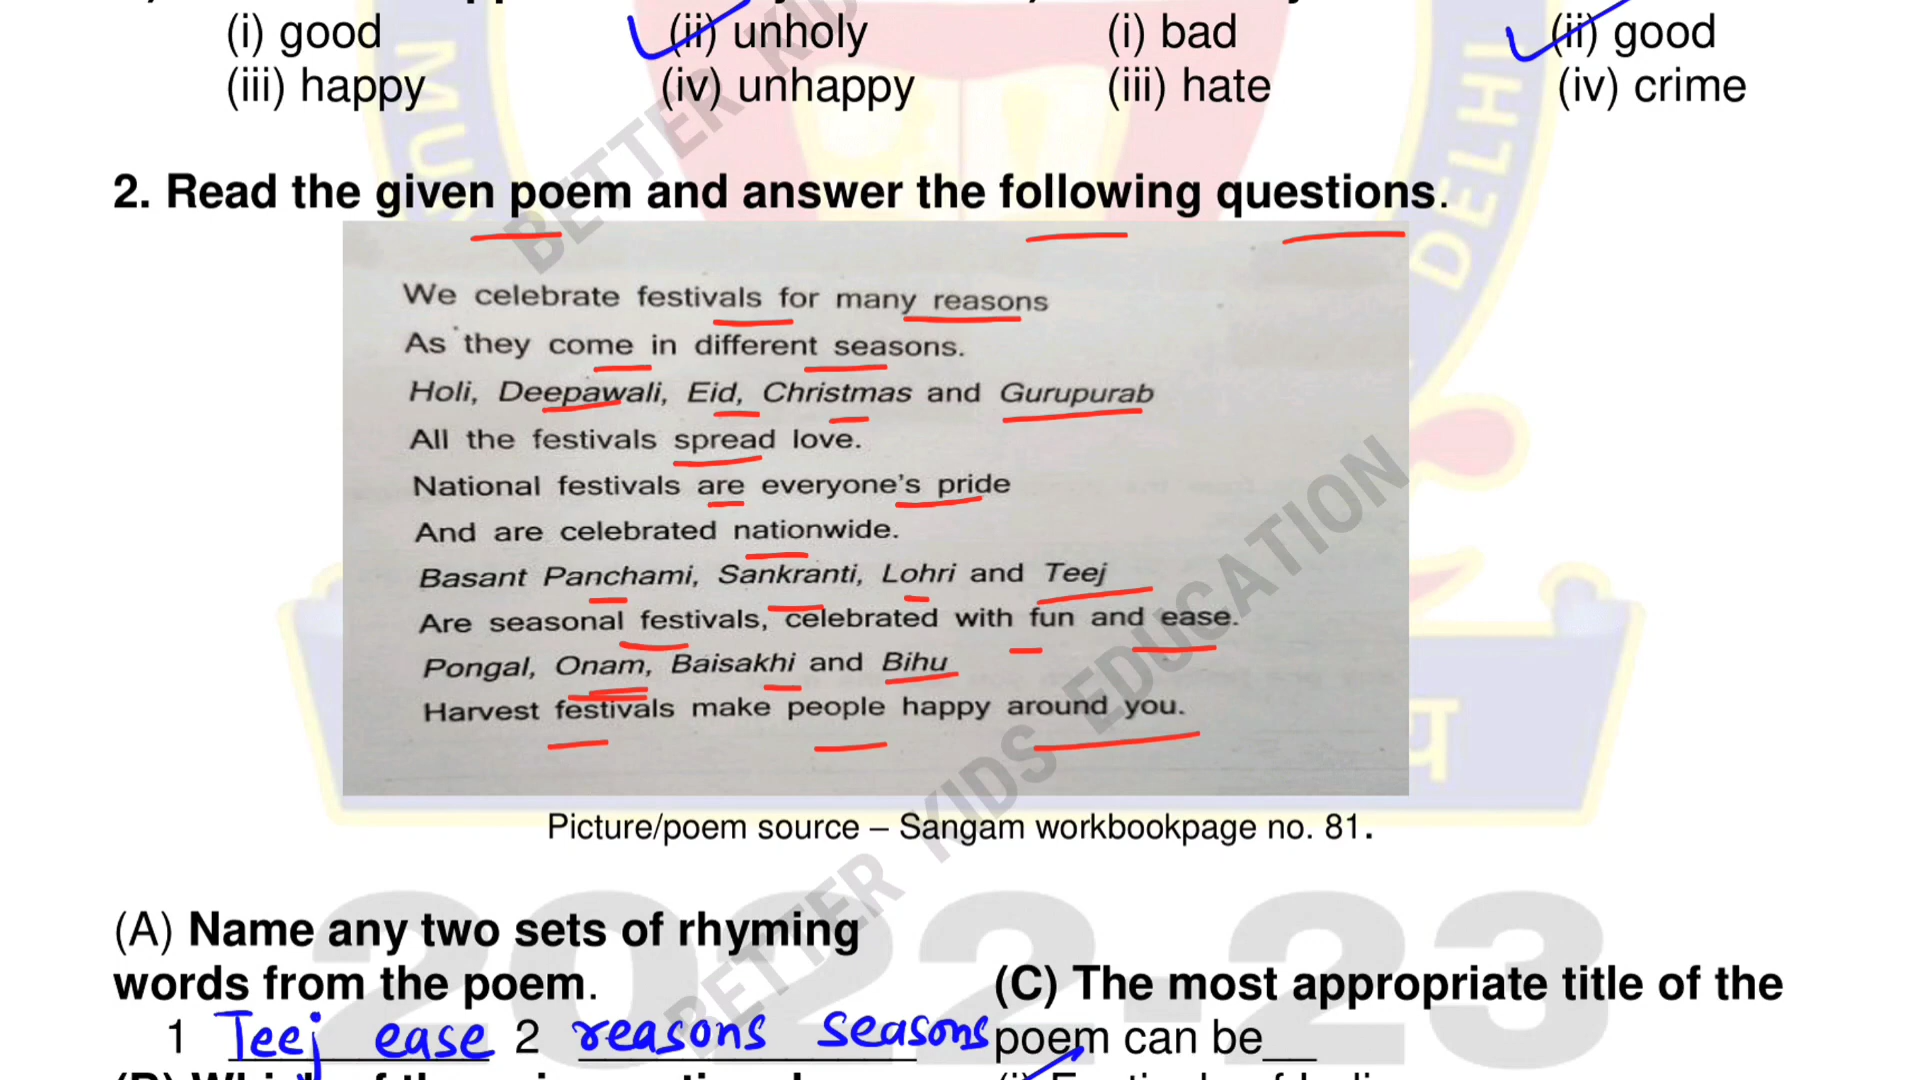 (i) good (ii) unholy (i) bad (ii) good
(iii) happy (iv) unhappy (iii) hate (iv) crime
2. Read the given poem and answer the following questions.
We celebrate festivals for many reasons
As they come in different seasons.
Holi, Deepawali, Eid, Christmas and Gurupurab
All the festivals spread love.
National festivals are everyone's pride
And are celebrated nationwide.
Basant Panchami, Sankranti, Lohri and Teej
Are seasonal festivals, celebrated with fun and ease.
Pongal, Onam, Baisakhi and Bihu
Harvest festivals make people happy around you.
Picture/poem source – Sangam workbookpage no. 81.
(A) Name any two sets of rhyming
words from the poem.
1 Teej ease 2 reasons seasons
(C) The most appropriate title of the
poem can be__
BETTER KIDS EDUCATION
BETTER KI
DELHI
2022-23